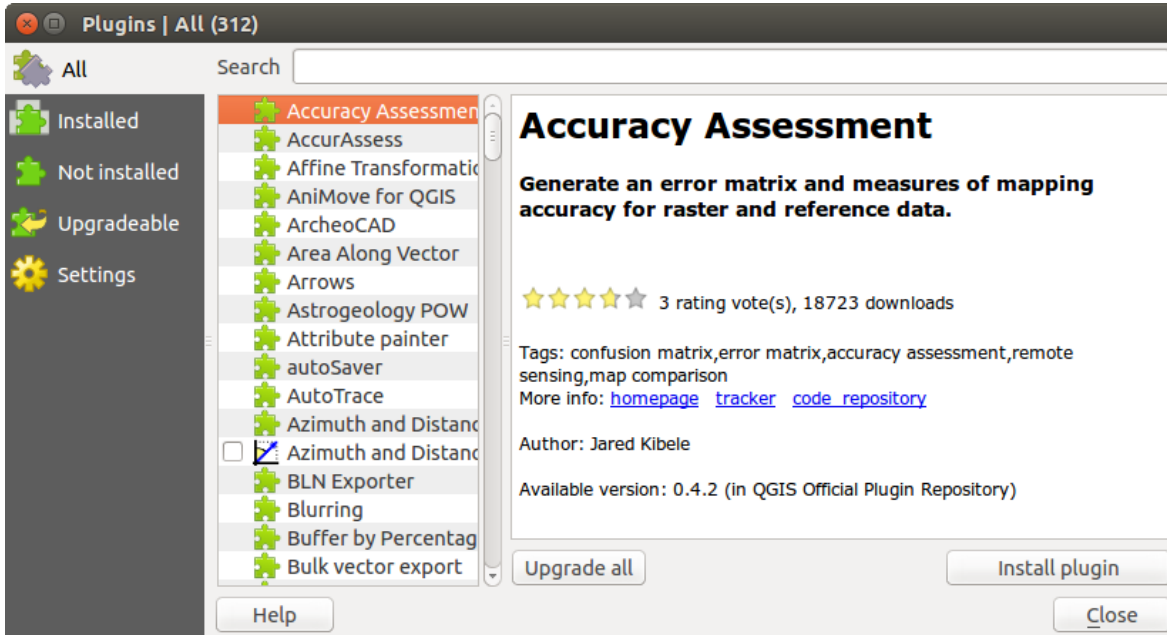 Plugins | All (312)
All
Installed
Not installed
Upgradeable
Settings
Search
Accuracy Assessmen
AccurAssess
Affine Transformatic
AniMove for QGIS
ArcheoCAD
Area Along Vector
Arrows
Astrogeology POW
Attribute painter
autoSaver
AutoTrace
Azimuth and Distanc
Azimuth and Distanc
BLN Exporter
Blurring
Buffer by Percentag
Bulk vector export
Accuracy Assessment
Generate an error matrix and measures of mapping
accuracy for raster and reference data.
3 rating vote(s), 18723 downloads
Tags: confusion matrix,error matrix,accuracy assessment,remote
sensing,map comparison
More info: homepage tracker code repository
Author: Jared Kibele
Available version: 0.4.2 (in QGIS Official Plugin Repository)
Upgrade all
Install plugin
Help
Close